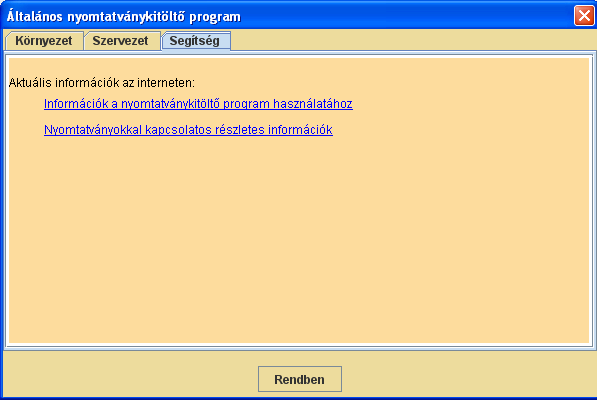 Általános nyomtatványkitöltő program
Környezet Szervezet Segítség
Aktuális információk az interneten:
Információk a nyomtatványkitöltő program használatához
Nyomtatványokkal kapcsolatos részletes információk
Rendben